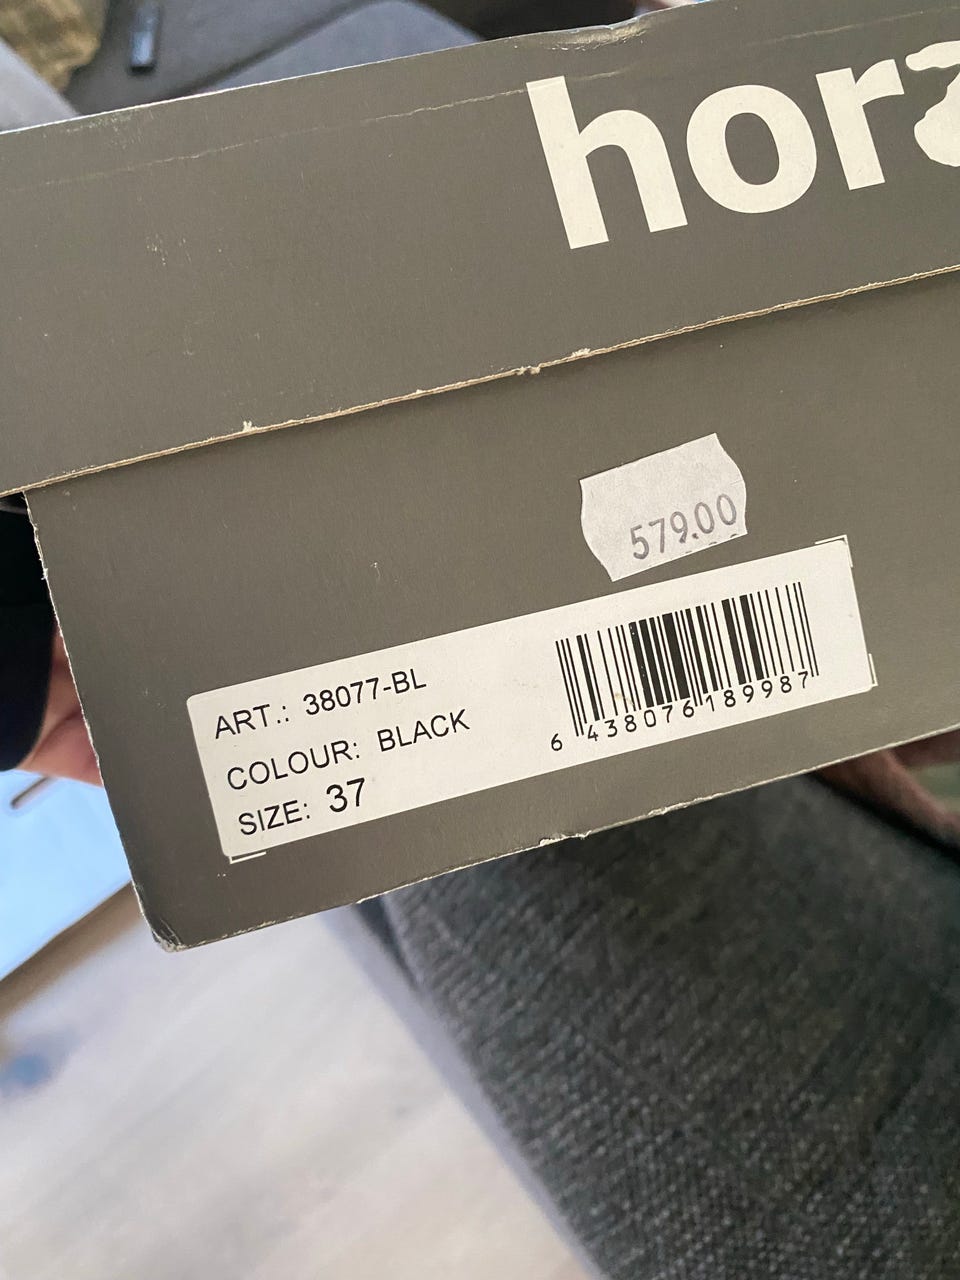 hor
579.00
ART.: 38077-BL
COLOUR: BLACK
SIZE: 37
6 438076 189987